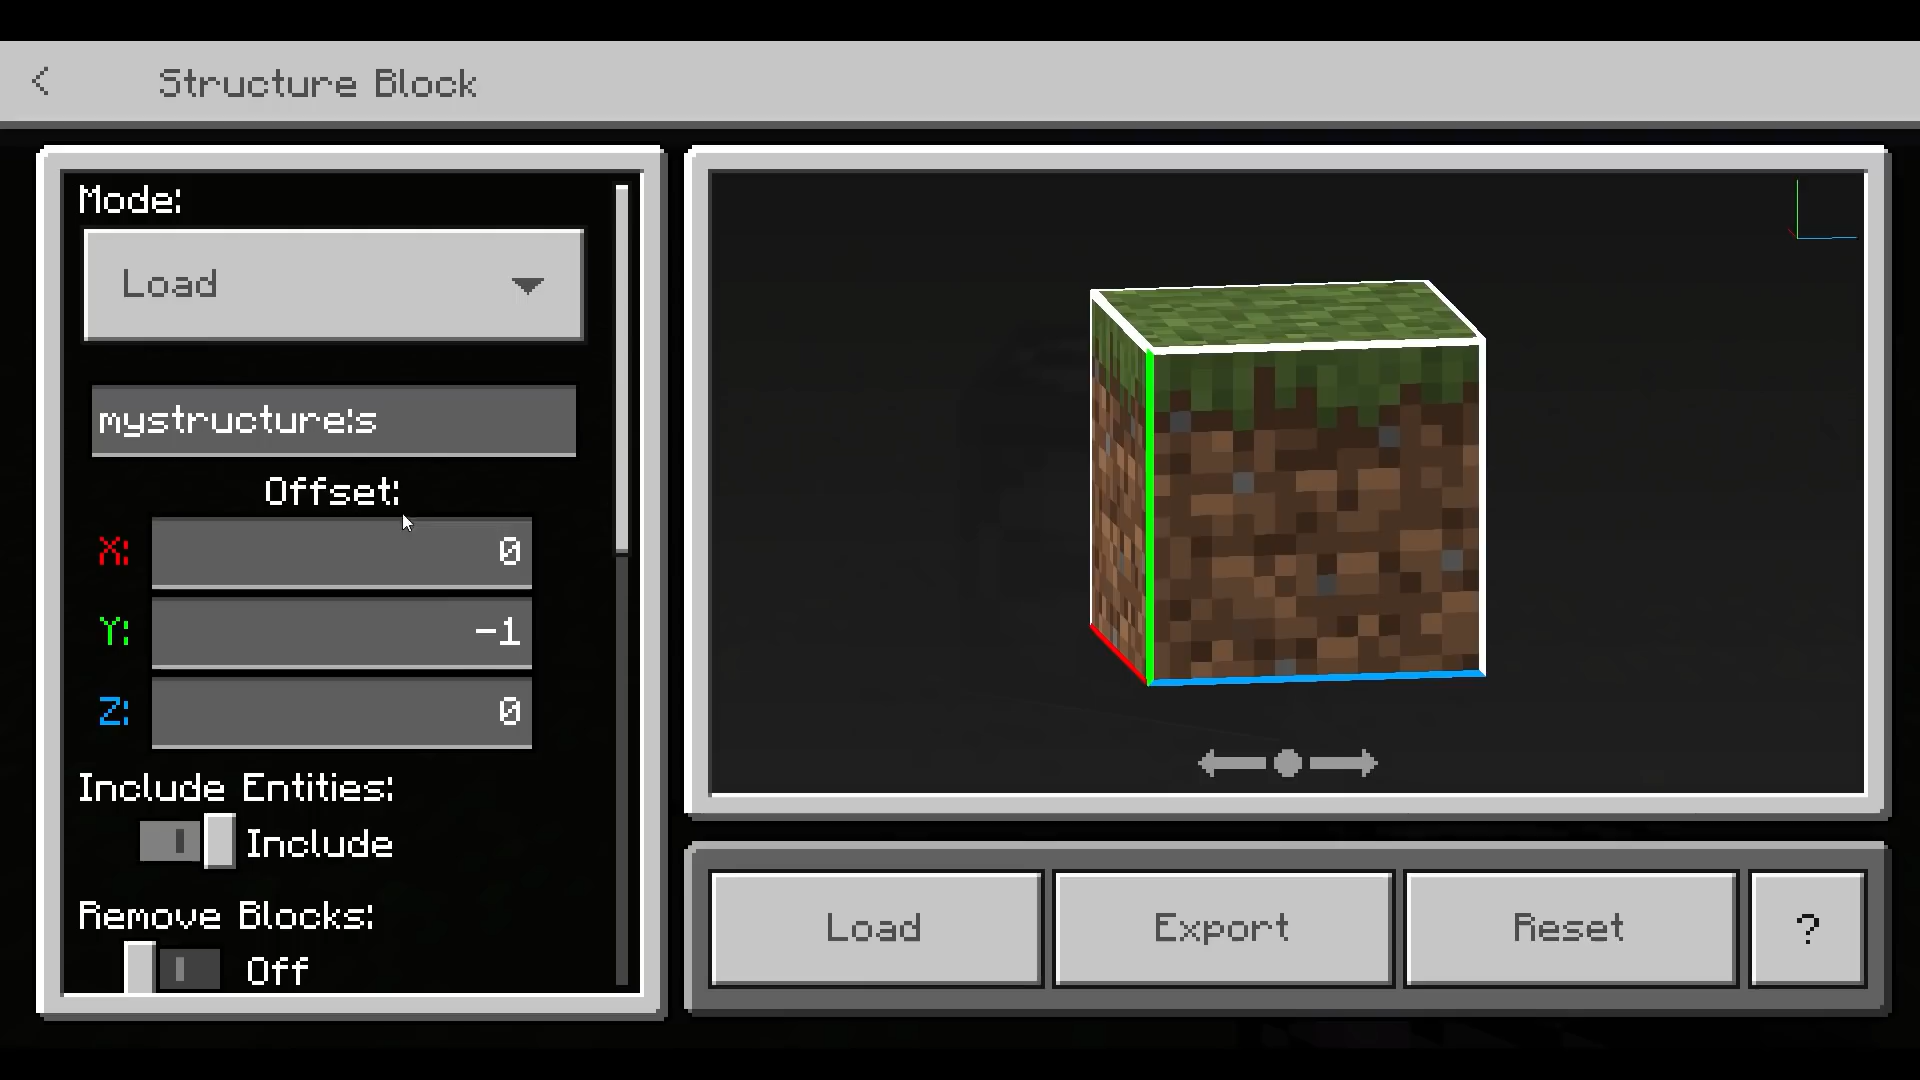 Structure Block
Mode:
Load
mystructure:s
Offset:
X: 0
Y: -1
Z: 0
Include Entities:
Include
Remove Blocks:
Off
Load
Export
Reset
?